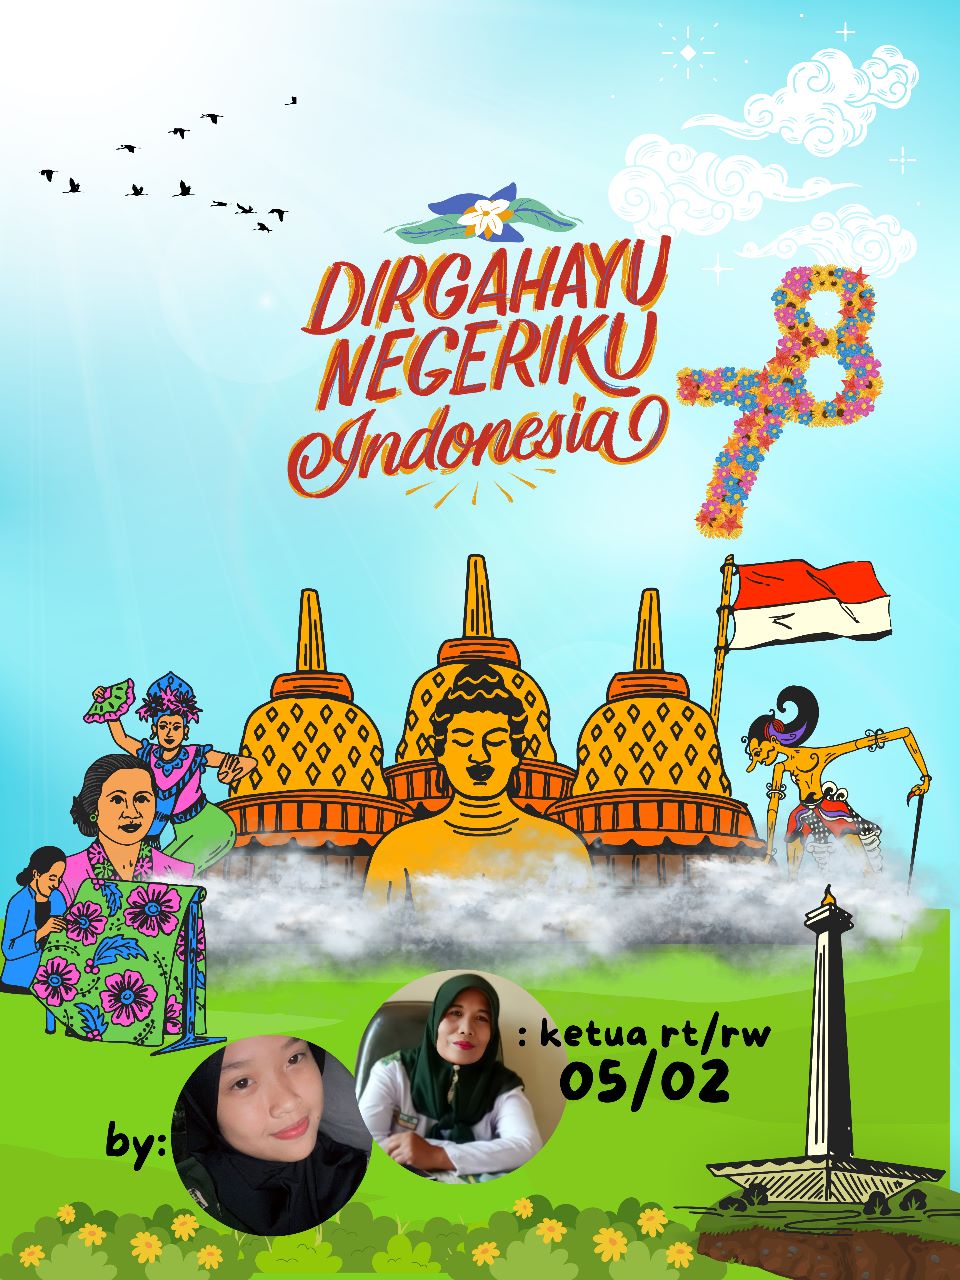 DIRGAHAYU
NEGERIKU
Indonesia
78
: ketua rt/rw
05/02
by: